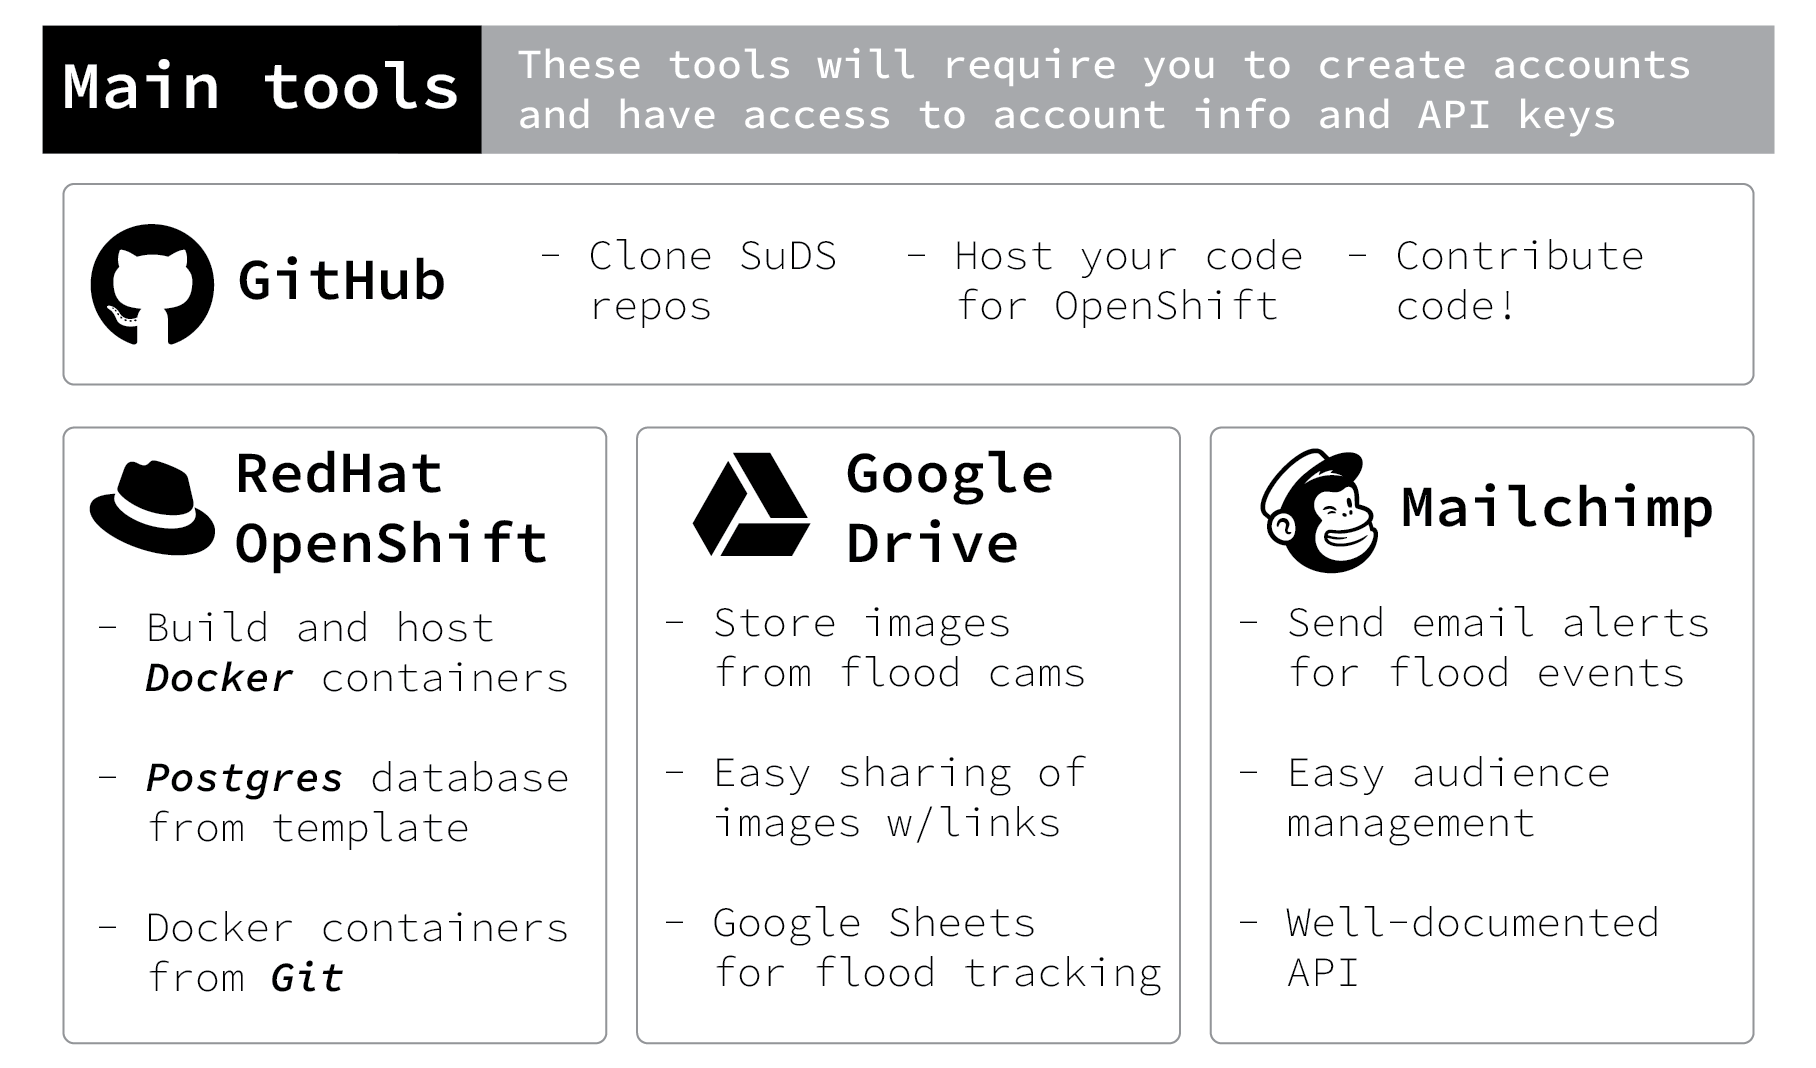 Main tools
These tools will require you to create accounts
and have access to account info and API keys
GitHub
- Clone SuDS
repos
- Host your code
for OpenShift
- Contribute
code!
RedHat
OpenShift
- Build and host
Docker containers
- Postgres database
from template
- Docker containers
from Git
Google
Drive
- Store images
from flood cams
- Easy sharing of
images w/links
- Google Sheets
for flood tracking
Mailchimp
- Send email alerts
for flood events
- Easy audience
management
- Well-documented
API